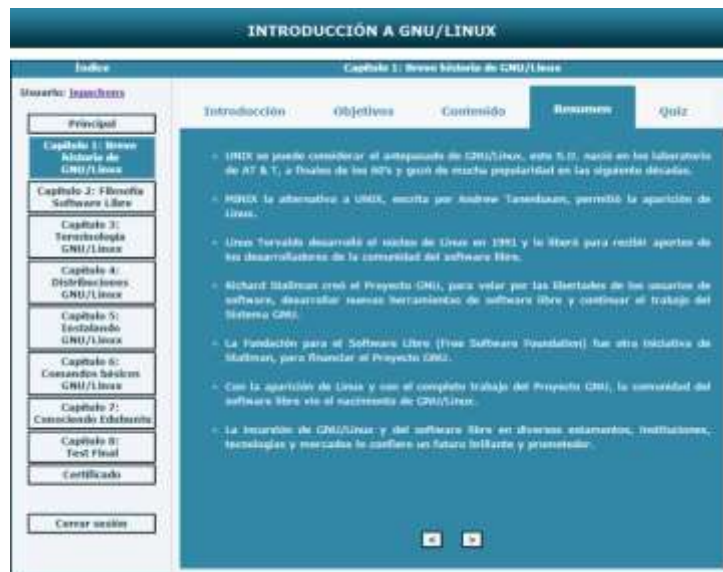 INTRODUCCIÓN A GNU/LINUX
Índice
Capítulo 1: Breve historia de GNU/Linux
Usuario:
Principal
Capítulo 1: Breve
historia de
GNU/Linux
Capítulo 2: Filosofía
Software Libre
Capítulo 3:
Terminología
GNU/Linux
Capítulo 4:
Distribuciones
GNU/Linux
Capítulo 5:
Instalando
GNU/Linux
Capítulo 6:
Comandos básicos
GNU/Linux
Capítulo 7:
Conociendo Edubuntu
Capítulo 8:
Test Final
Certificado
Cerrar sesión
Introducción Objetivos Contenido Resumen Quiz
UNIX se puede considerar el antepasado de GNU/Linux, este S.O. nació en los laboratorio
de AT & T, a finales de los 60's y gozó de mucha popularidad en las siguiente décadas.
MINIX la alternativa a UNIX, escrita por Andrew Tanenbaum, permitió la aparición de
Linux.
Linus Torvalds desarrolló el núcleo de Linux en 1991 y lo liberó para recibir aportes de
los desarrolladores de la comunidad del software libre.
Richard Stallman creó el Proyecto GNU, para velar por las libertades de los usuarios de
software, desarrollar nuevas herramientas de software libre y continuar el trabajo del
Sistema GNU.
La Fundación para el Software Libre (Free Software Foundation) fue otra iniciativa de
Stallman, para financiar el Proyecto GNU.
Con la aparición de Linux y con el completo trabajo del Proyecto GNU, la comunidad del
software libre vio el nacimiento de GNU/Linux.
La incursión de GNU/Linux y del software libre en diversos estamentos, instituciones,
tecnologías y mercados le confiere un futuro brillante y prometedor.
< >